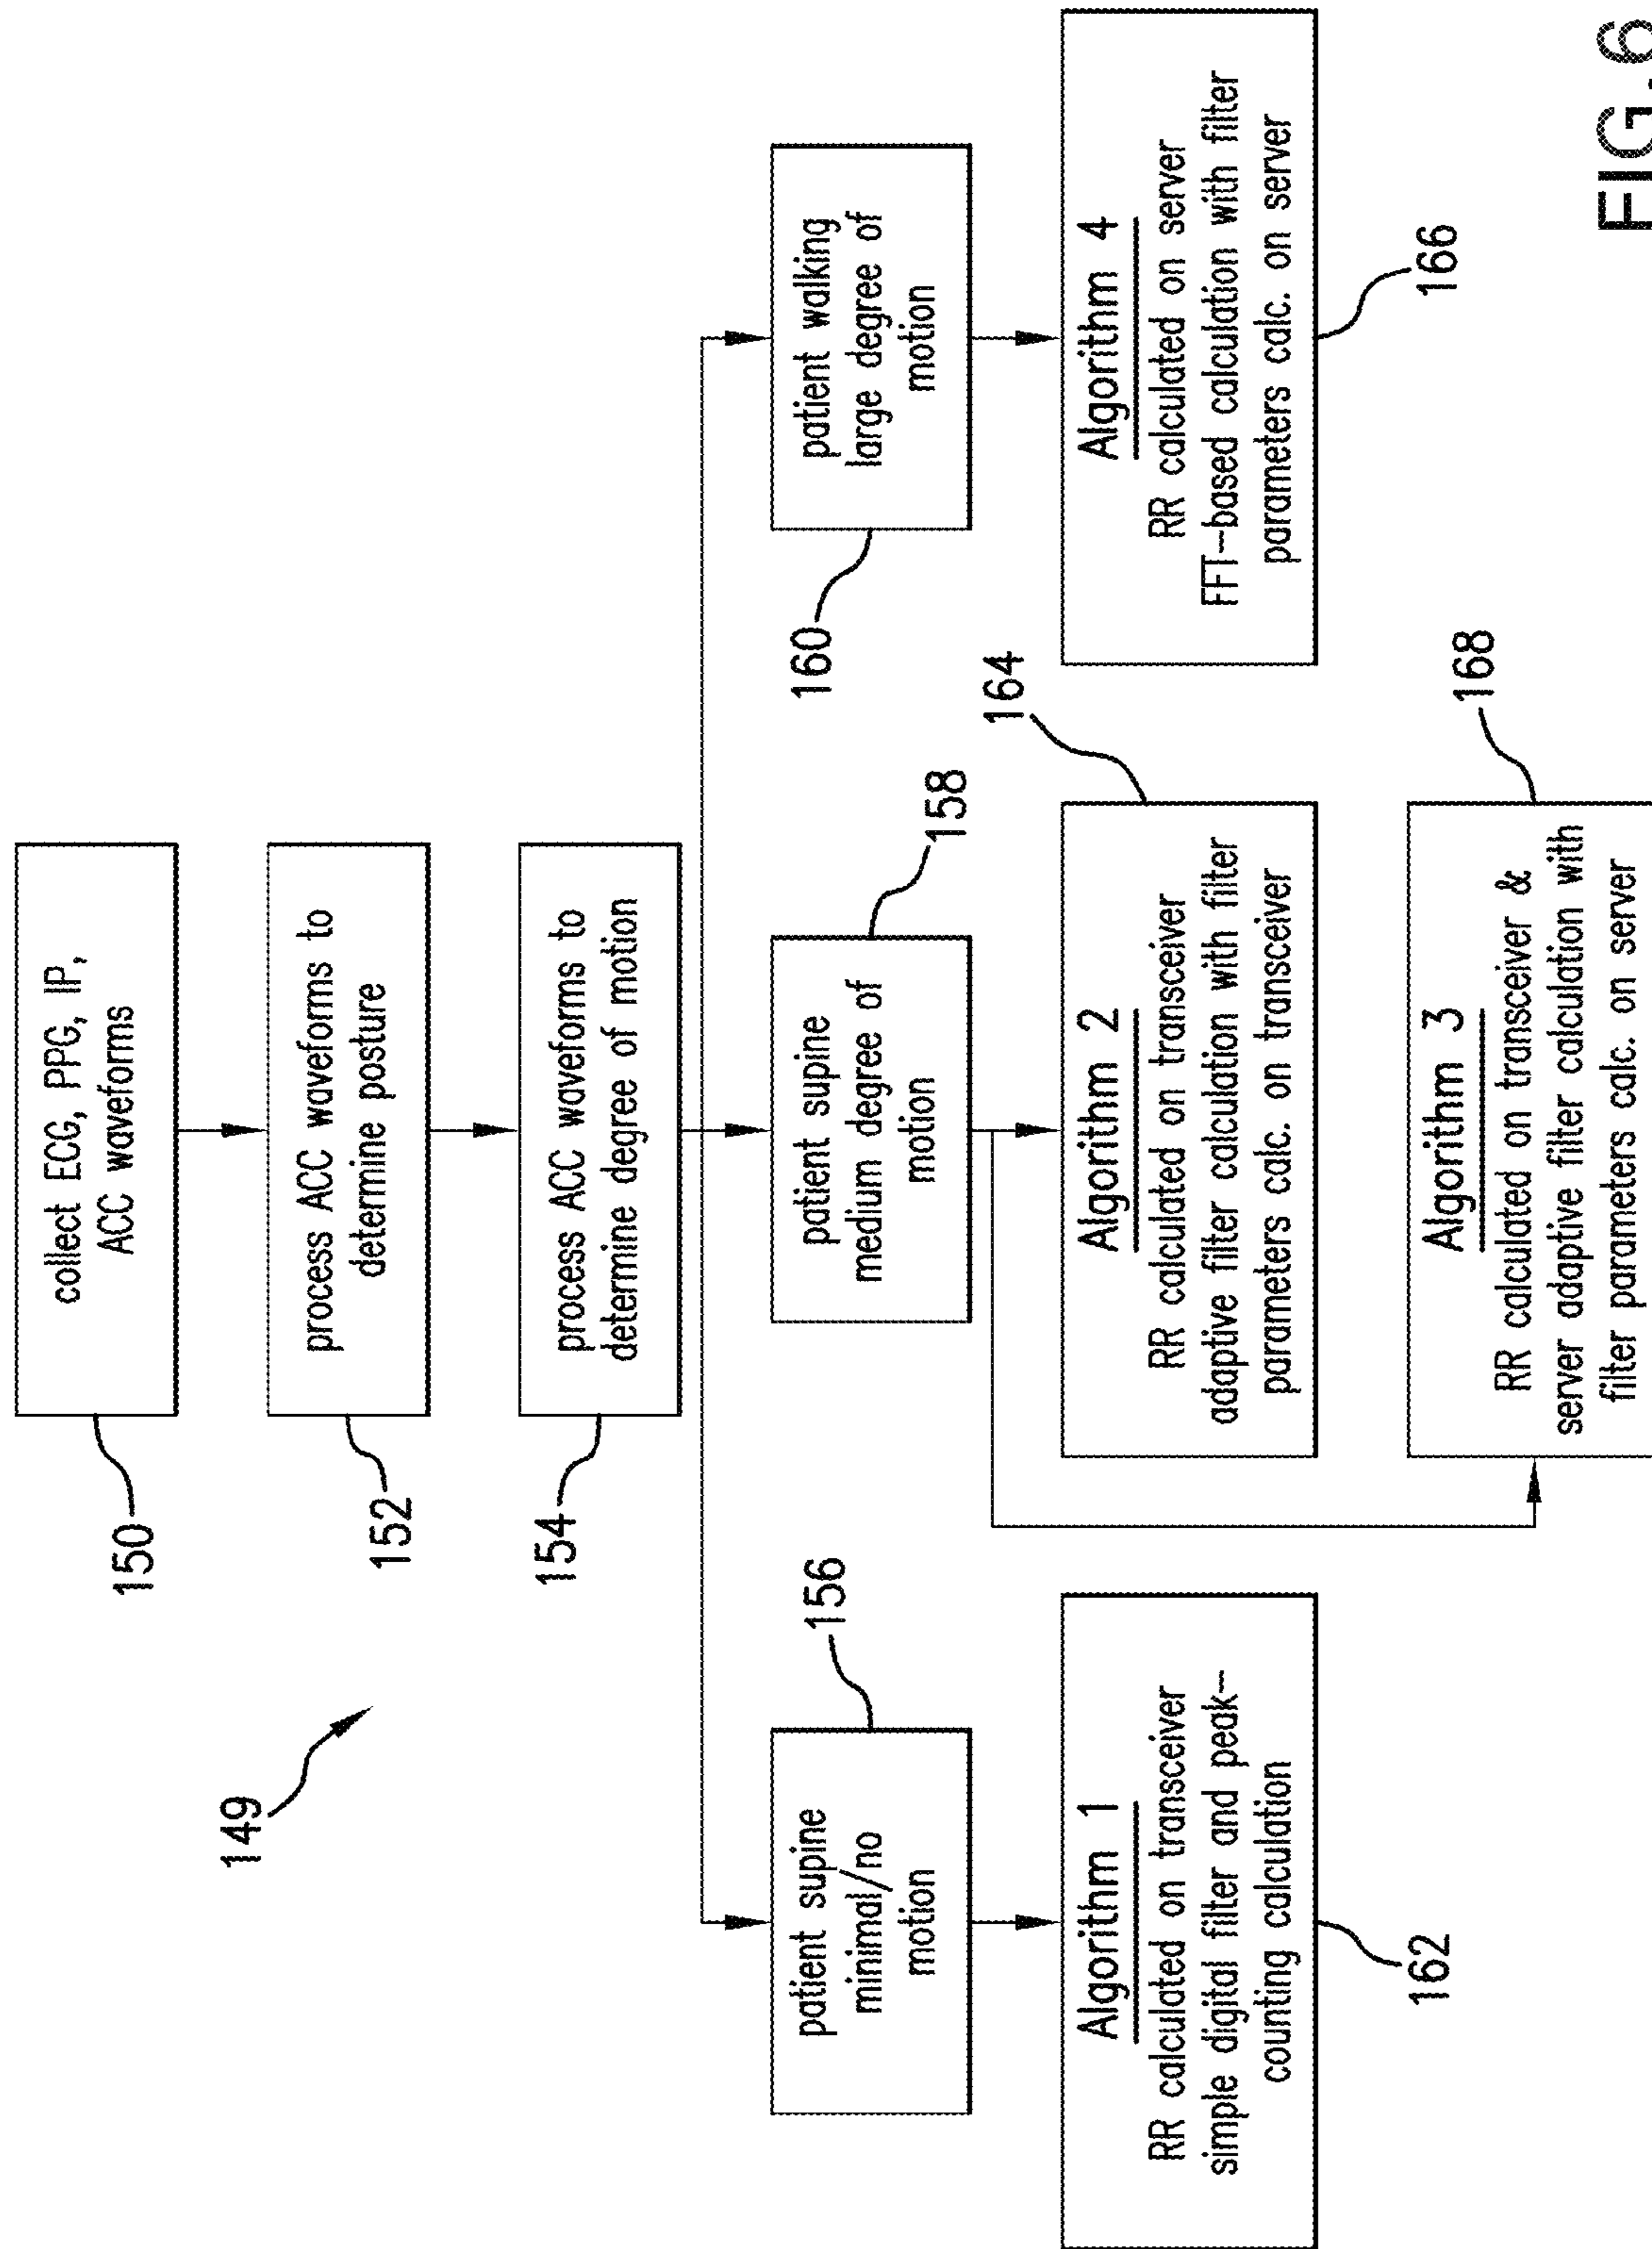 149
collect ECG, PPG, IP,
ACC waveforms
150
process ACC waveforms to
determine posture
152
process ACC waveforms to
determine degree of motion
154
patient supine
minimal/no
motion
156
patient supine
medium degree of
motion
158
patient walking
large degree of
motion
160
Algorithm 1
RR calculated on transceiver
simple digital filter and peak-
counting calculation
162
Algorithm 2
RR calculated on transceiver
adaptive filter calculation with filter
parameters calc. on transceiver
164
Algorithm 4
RR calculated on server
FFT-based calculation with filter
parameters calc. on server
166
Algorithm 3
RR calculated on transceiver &
server adaptive filter calculation with
filter parameters calc. on server
168
FIG.6